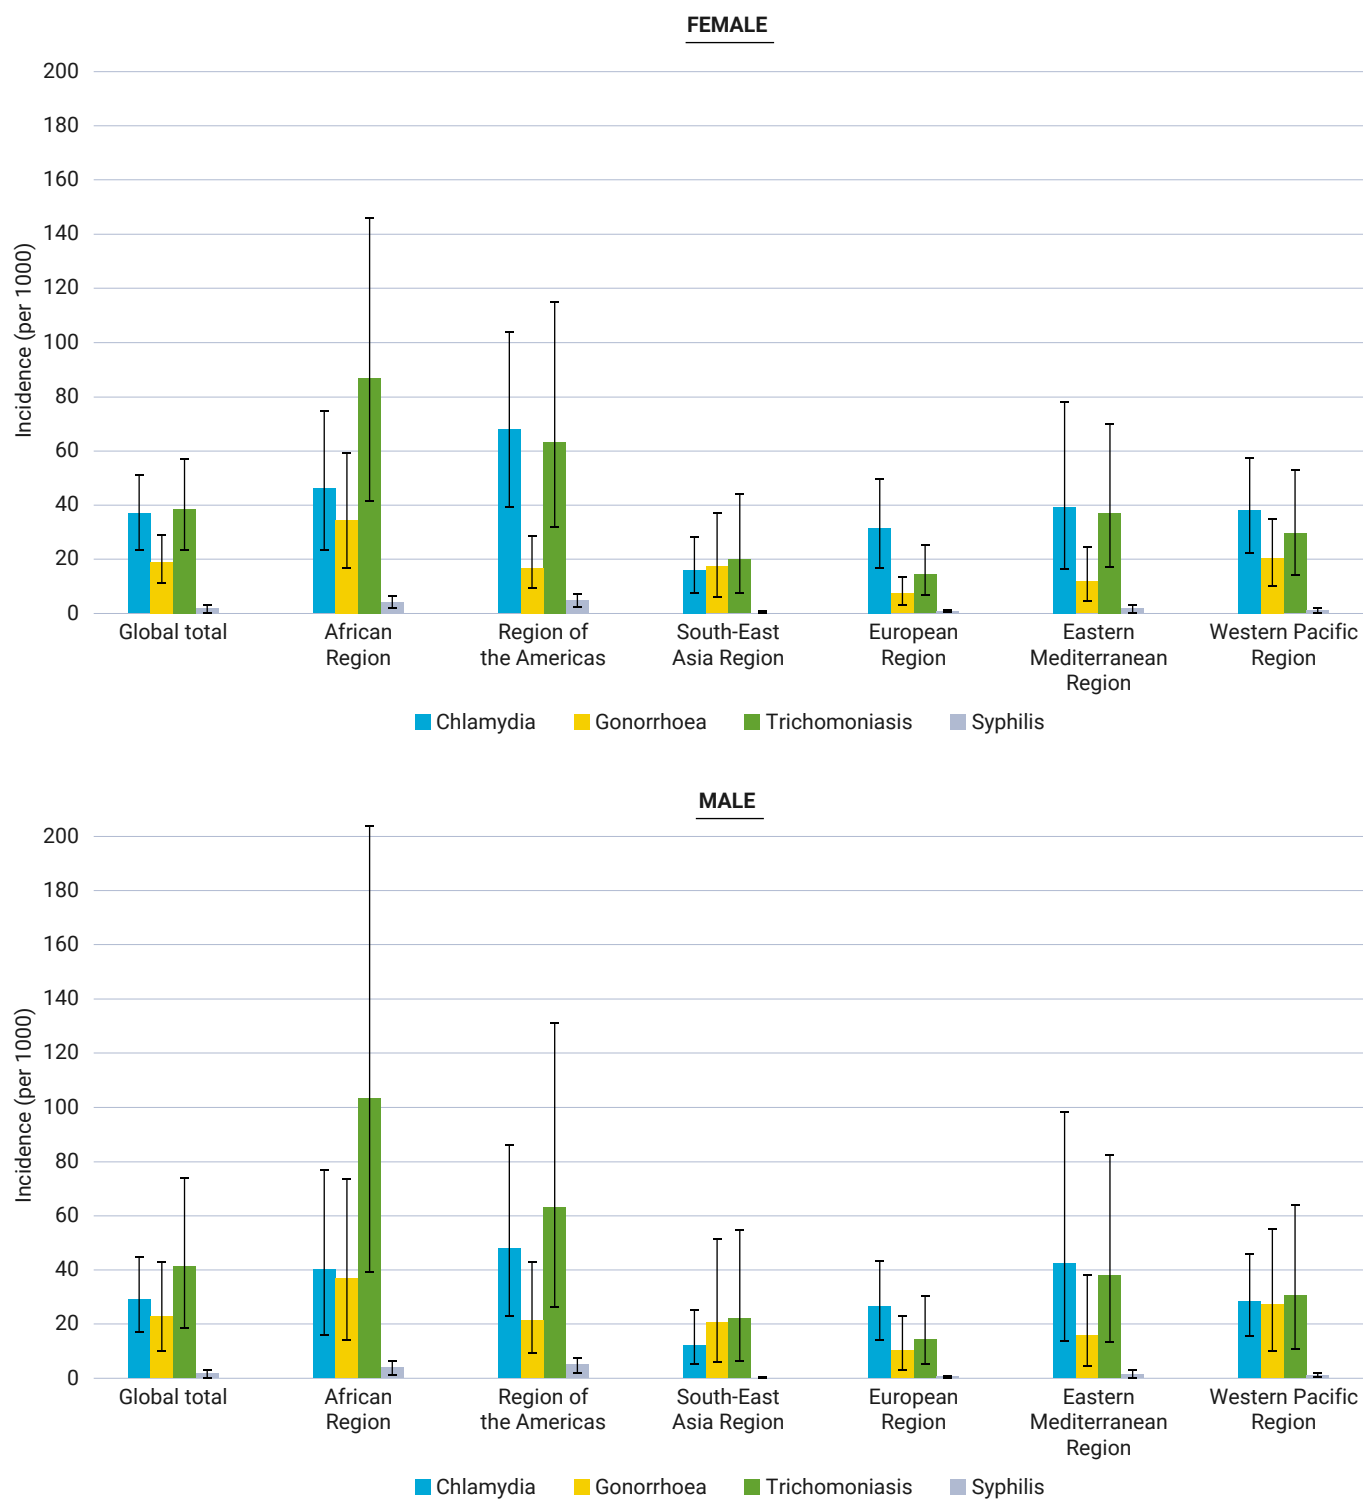 FEMALE
Incidence (per 1000)
200
180
160
140
120
100
80
60
40
20
0
Global total
African
Region
Region of
the Americas
South-East
Asia Region
European
Region
Eastern
Mediterranean
Region
Western Pacific
Region
Chlamydia Gonorrhoea Trichomoniasis Syphilis
MALE
Incidence (per 1000)
200
180
160
140
120
100
80
60
40
20
0
Global total
African
Region
Region of
the Americas
South-East
Asia Region
European
Region
Eastern
Mediterranean
Region
Western Pacific
Region
Chlamydia Gonorrhoea Trichomoniasis Syphilis